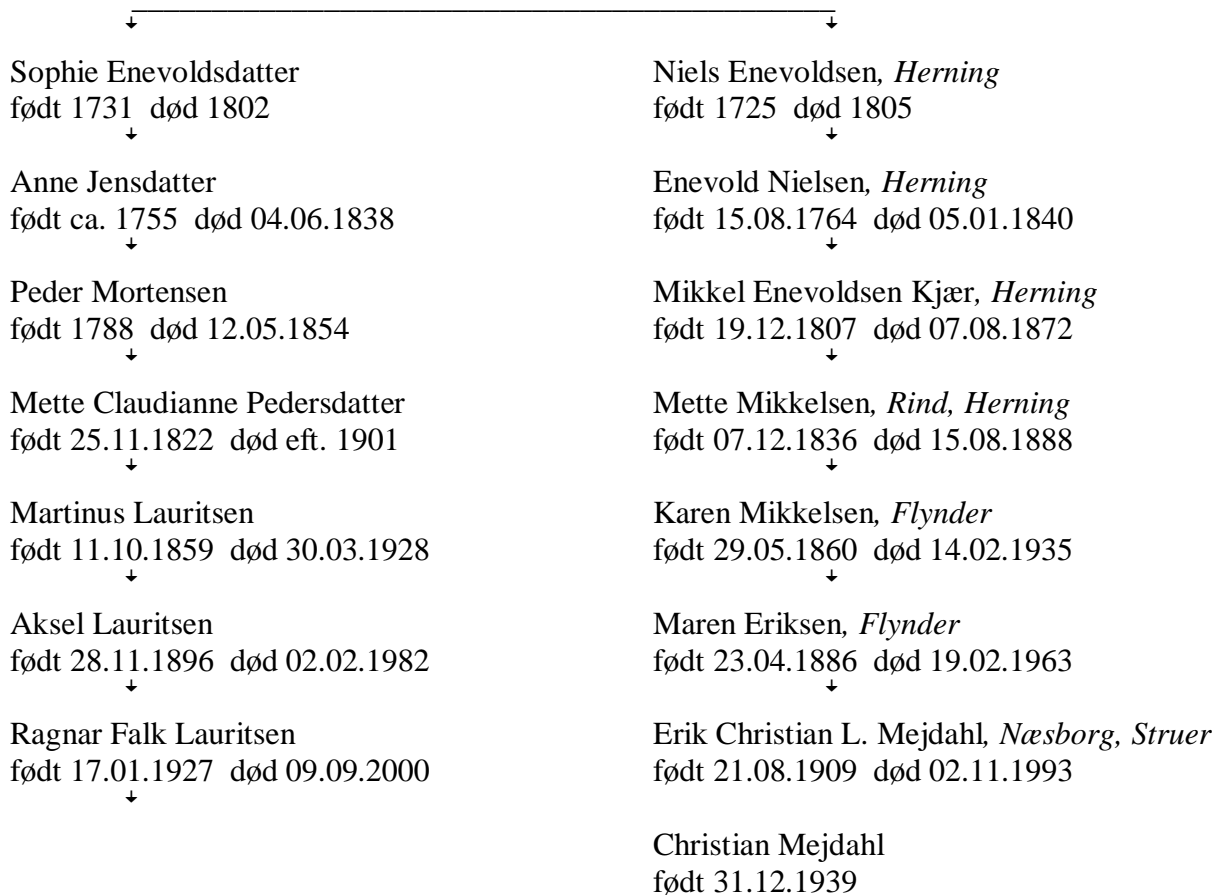 Sophie Enevoldsdatter
født 1731  død 1802
Anne Jensdatter
født ca. 1755  død 04.06.1838
Peder Mortensen
født 1788  død 12.05.1854
Mette Claudianne Pedersdatter
født 25.11.1822  død eft. 1901
Martinus Lauritsen
født 11.10.1859  død 30.03.1928
Aksel Lauritsen
født 28.11.1896  død 02.02.1982
Ragnar Falk Lauritsen
født 17.01.1927  død 09.09.2000
Niels Enevoldsen, Herning
født 1725  død 1805
Enevold Nielsen, Herning
født 15.08.1764  død 05.01.1840
Mikkel Enevoldsen Kjær, Herning
født 19.12.1807  død 07.08.1872
Mette Mikkelsen, Rind, Herning
født 07.12.1836  død 15.08.1888
Karen Mikkelsen, Flynder
født 29.05.1860  død 14.02.1935
Maren Eriksen, Flynder
født 23.04.1886  død 19.02.1963
Erik Christian L. Mejdahl, Næsborg, Struer
født 21.08.1909  død 02.11.1993
Christian Mejdahl
født 31.12.1939